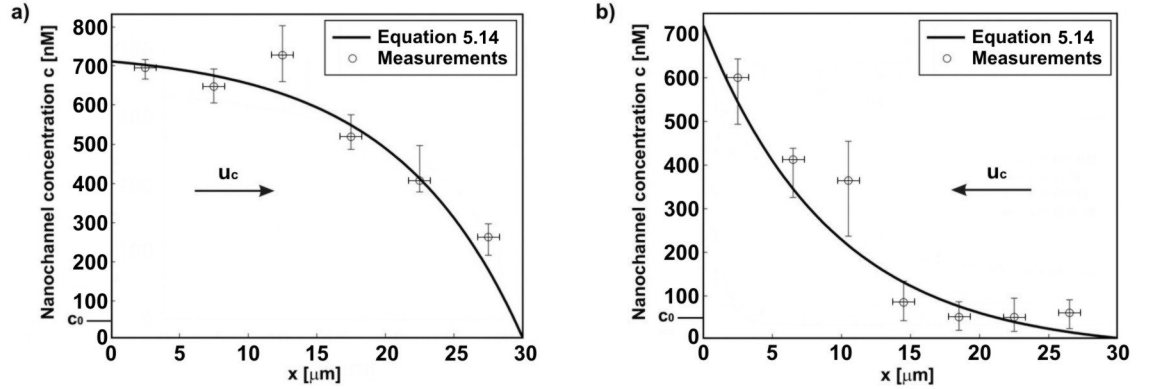 a)
Nanochannel concentration c [nM]
800
700
600
500
400
300
200
100
c₀
0
Equation 5.14
Measurements
uc
0 5 10 15 20 25 30
x [μm]
b)
Nanochannel concentration c [nM]
700
600
500
400
300
200
100
c₀
0
Equation 5.14
Measurements
uc
0 5 10 15 20 25 30
x [μm]